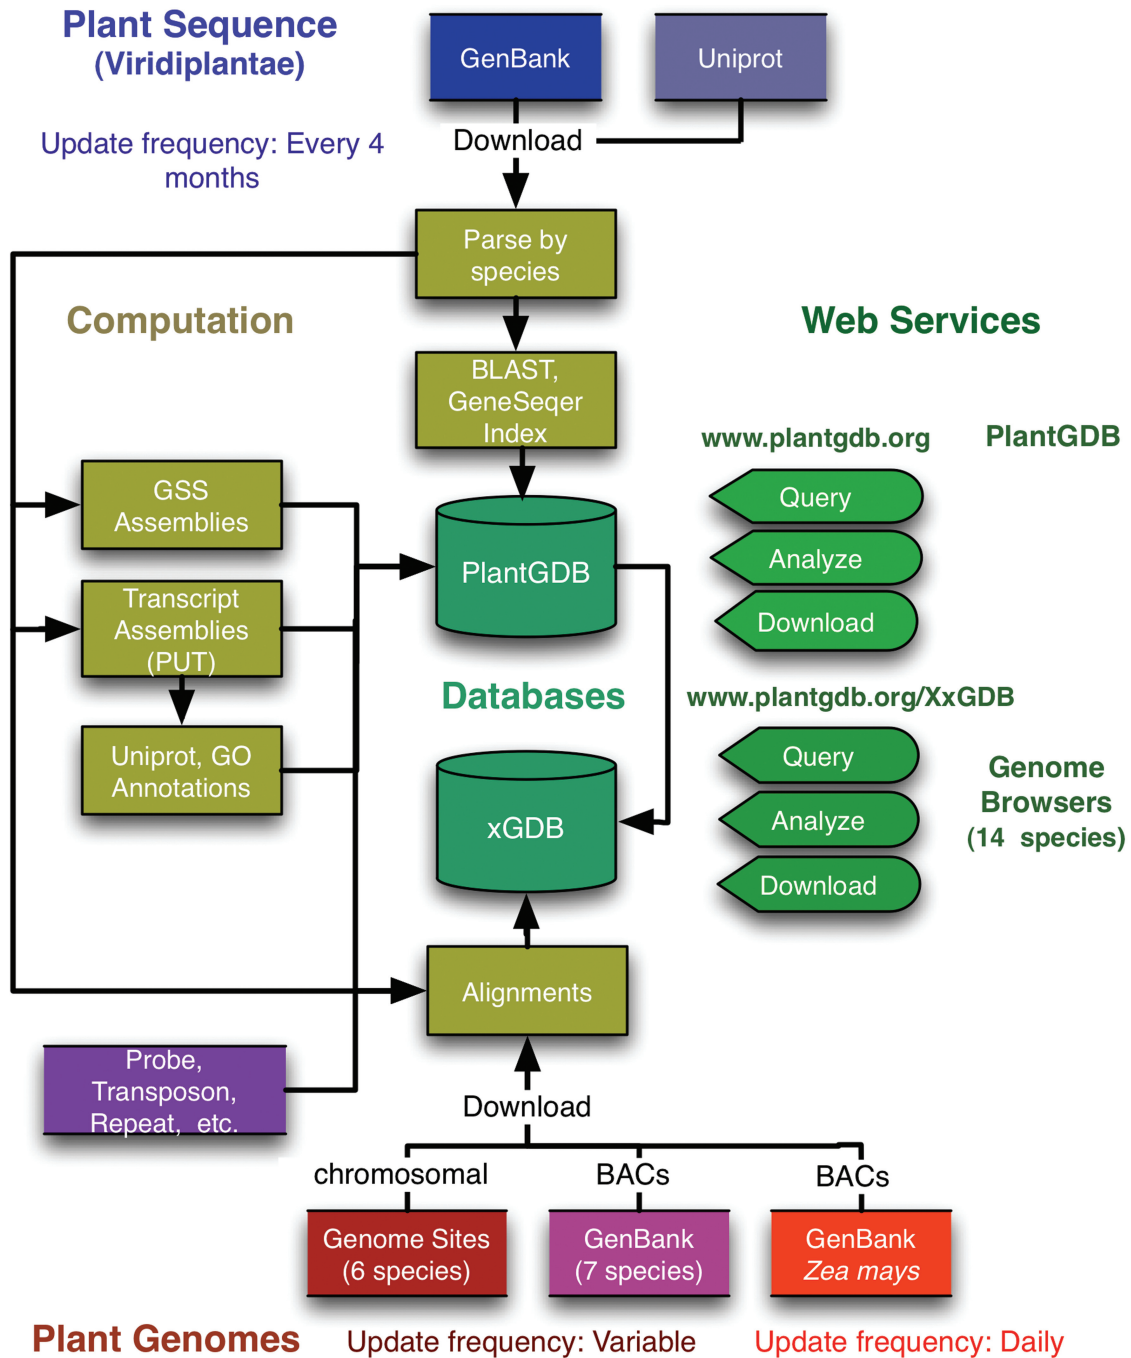 Plant Sequence
(Viridiplantae)
GenBank
Uniprot
Update frequency: Every 4
months
Download
Parse by
species
Computation
Web Services
BLAST,
GeneSeqer
Index
www.plantgdb.org
PlantGDB
Query
Analyze
Download
GSS
Assemblies
PlantGDB
Transcript
Assemblies
(PUT)
Databases
www.plantgdb.org/XxGDB
Uniprot, GO
Annotations
Query
Analyze
Download
Genome
Browsers
(14 species)
xGDB
Alignments
Probe,
Transposon,
Repeat, etc.
Download
chromosomal
BACs
BACs
Genome Sites
(6 species)
GenBank
(7 species)
GenBank
Zea mays
Plant Genomes
Update frequency: Variable
Update frequency: Daily